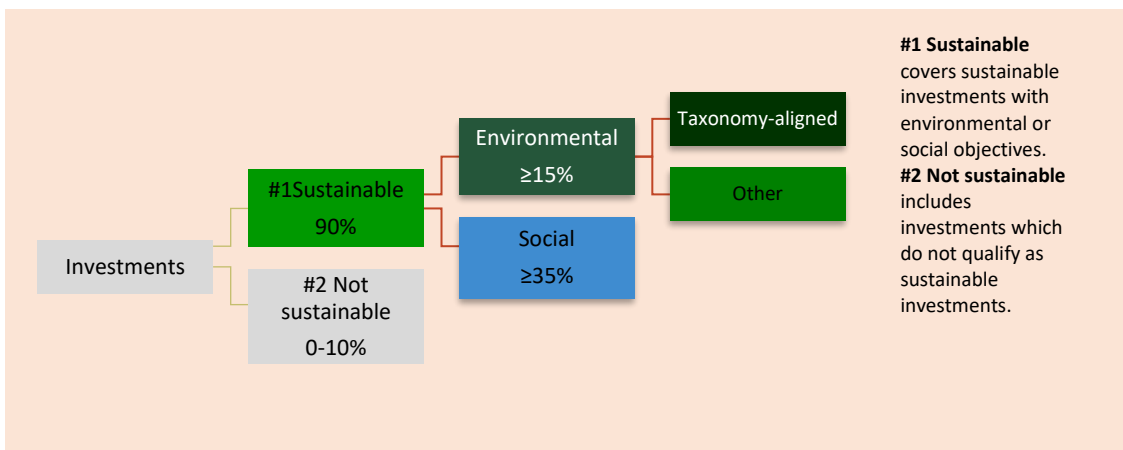 Investments
#1Sustainable
90%
#2 Not
sustainable
0-10%
Environmental
≥15%
Social
≥35%
Taxonomy-aligned
Other
#1 Sustainable
covers sustainable
investments with
environmental or
social objectives.
#2 Not sustainable
includes
investments which
do not qualify as
sustainable
investments.